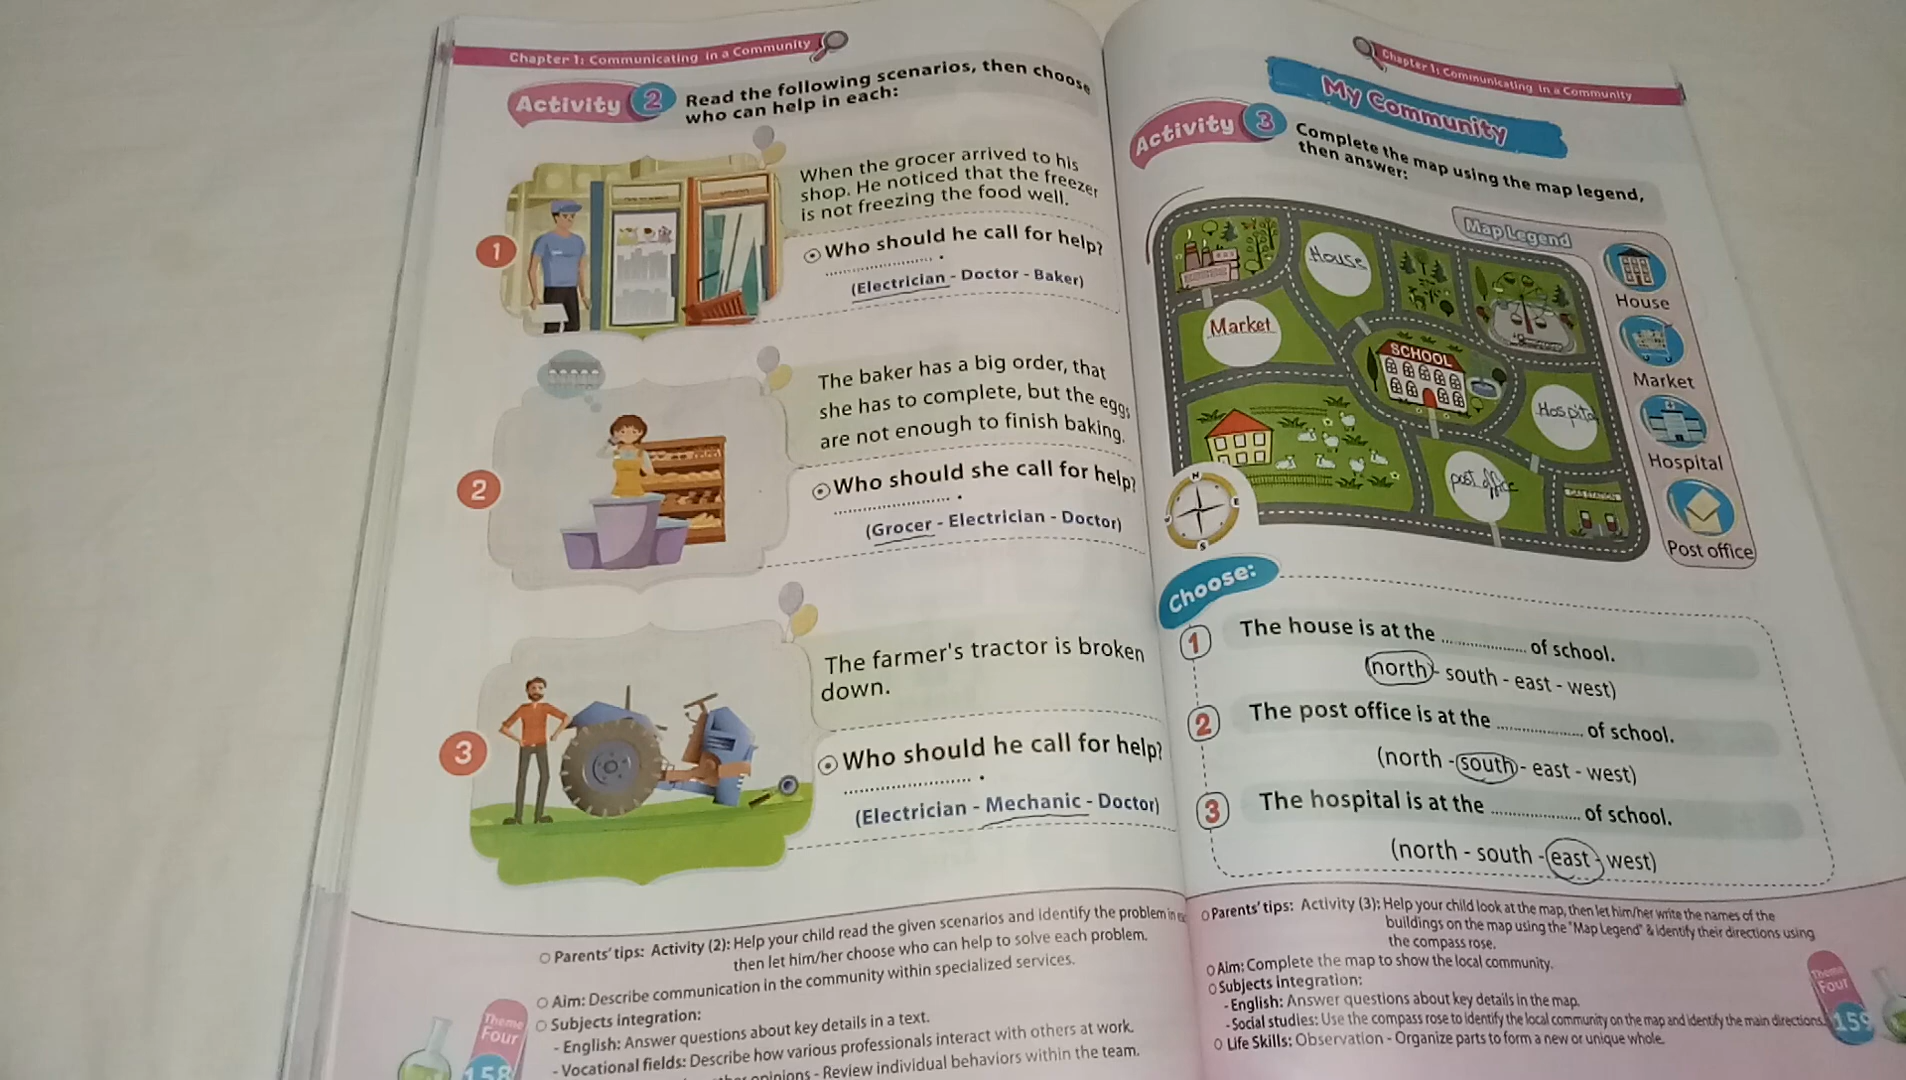 Chapter 1: Communicating in a Community
Activity 2 Read the following scenarios, then choose
who can help in each:
1
When the grocer arrived to his
shop. He noticed that the freezer
is not freezing the food well.
Who should he call for help?
.
(Electrician - Doctor - Baker)
2
The baker has a big order, that
she has to complete, but the eggs
are not enough to finish baking.
Who should she call for help?
.
(Grocer - Electrician - Doctor)
3
The farmer's tractor is broken
down.
Who should he call for help?
.
(Electrician - Mechanic - Doctor)
Parents' tips: Activity (2): Help your child read the given scenarios and identify the problem in
then let him/her choose who can help to solve each problem.
Aim: Describe communication in the community within specialized services.
Subjects integration:
- English: Answer questions about key details in a text.
- Vocational fields: Describe how various professionals interact with others at work.
opinions - Review individual behaviors within the team.
Theme
Four
158
Chapter 1: Communicating in a Community
My Community
Activity 3 Complete the map using the map legend,
then answer:
Map Legend
House
Market
SCHOOL
Hospital
post office
GAS STATION
N
E
S
House
Market
Hospital
Post office
Choose:
1 The house is at the .................. of school.
(north - south - east - west)
2 The post office is at the .................. of school.
(north - south - east - west)
3 The hospital is at the .................. of school.
(north - south - east - west)
Parents' tips: Activity (3): Help your child look at the map, then let him/her write the names of the
buildings on the map using the "Map Legend" & identify their directions using
the compass rose.
Aim: Complete the map to show the local community.
Subjects integration:
- English: Answer questions about key details in the map.
- Social studies: Use the compass rose to identify the local community on the map and identify the main directions.
Life Skills: Observation - Organize parts to form a new or unique whole.
Theme
Four
159